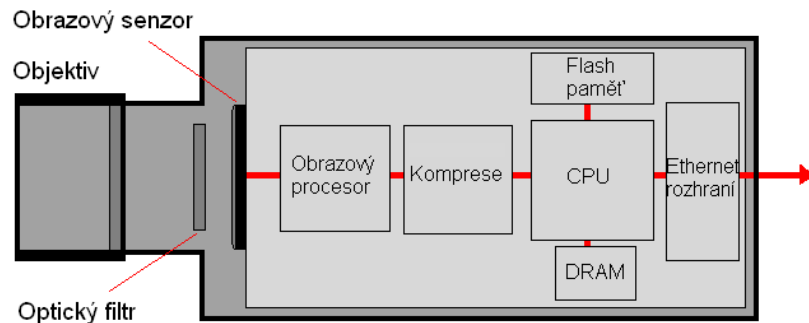 Obrazový senzor
Objektiv
Flash
paměť
Obrazový
procesor
Komprese
CPU
Ethernet
rozhraní
DRAM
Optický filtr